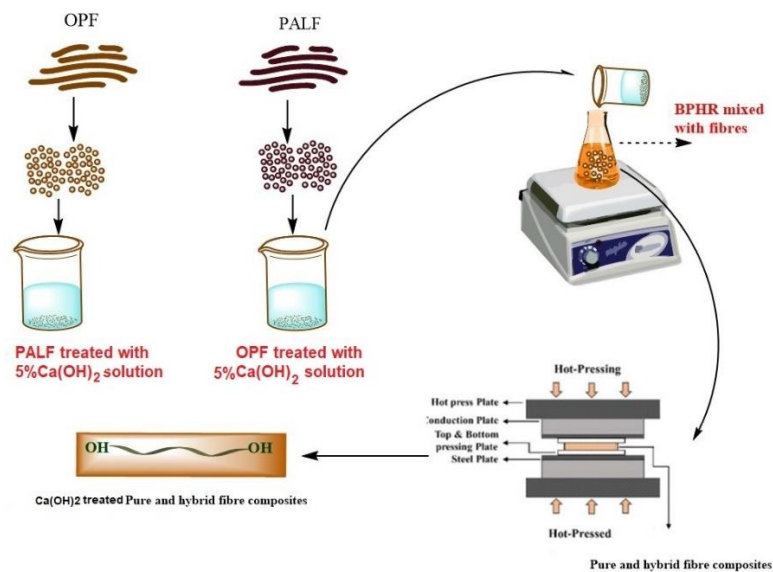 OPF
PALF
BPHR mixed
with fibres
PALF treated with
5%Ca(OH)2 solution
OPF treated with
5%Ca(OH)2 solution
Hot-Pressing
Hot press Plate
Conduction Plate
Top & Bottom
pressing Plate
Steel Plate
Hot-Pressed
OH
OH
Ca(OH)2 treated Pure and hybrid fibre composites
Pure and hybrid fibre composites